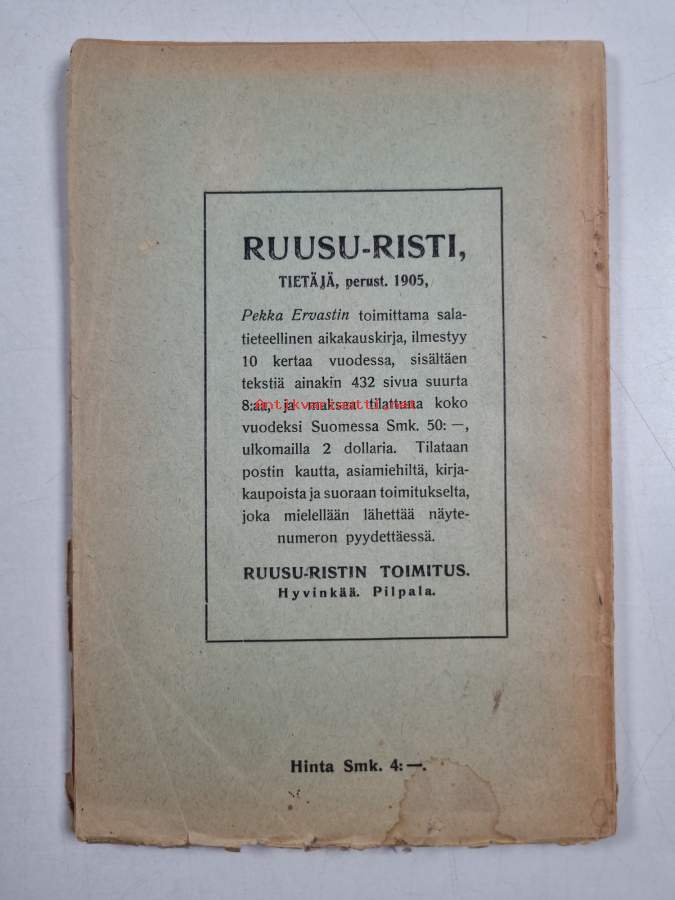 RUUSU-RISTI,
TIETÄJÄ, perust. 1905,
Pekka Ervastin toimittama sala-
tieteellinen aikakauskirja, ilmestyy
10 kertaa vuodessa, sisältäen
tekstiä ainakin 432 sivua suurta
8:aa, ja maksaa tilattuna koko
vuodeksi Suomessa Smk. 50: —,
ulkomailla 2 dollaria. Tilataan
postin kautta, asiamiehiltä, kirja-
kaupoista ja suoraan toimitukselta,
joka mielellään lähettää näyte-
numeron pyydettäessä.
RUUSU-RISTIN TOIMITUS.
Hyvinkää. Pilpala.
Hinta Smk. 4: —.